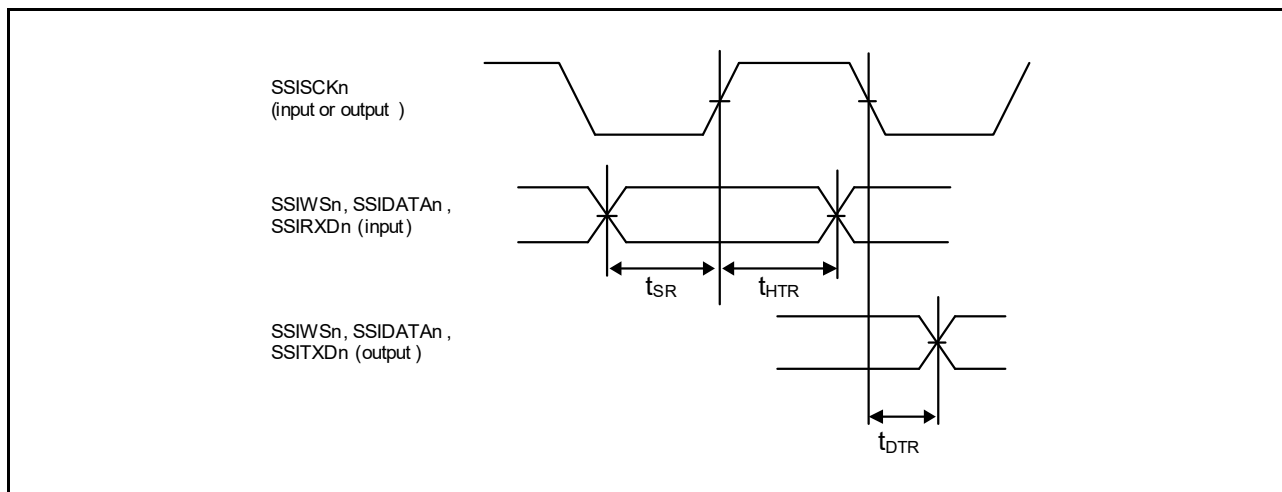 SSISCKn
(input or output )
SSIWSn, SSIDATAn ,
SSIRXDn (input)
tSR
tHTR
SSIWSn, SSIDATAn ,
SSITXDn (output )
tDTR